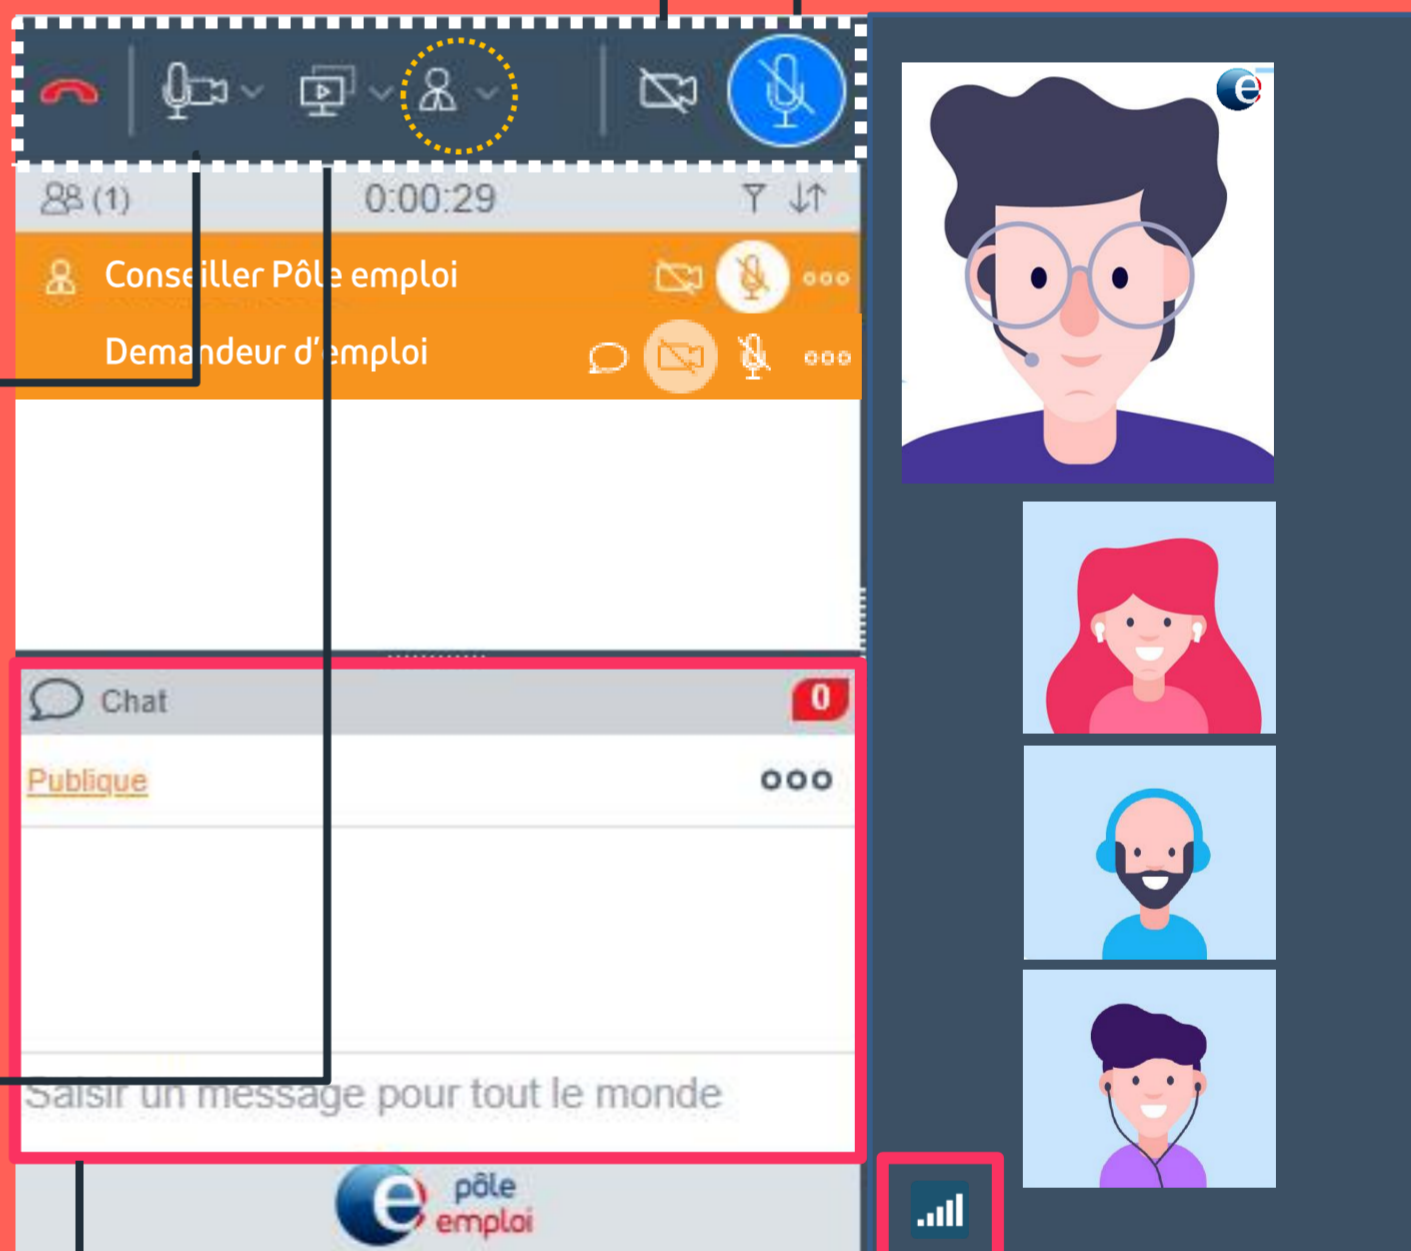 (1)
0:00:29
Conseiller Pôle emploi
Demandeur d'emploi
Chat
0
Publique
Saisir un message pour tout le monde
pôle
emploi